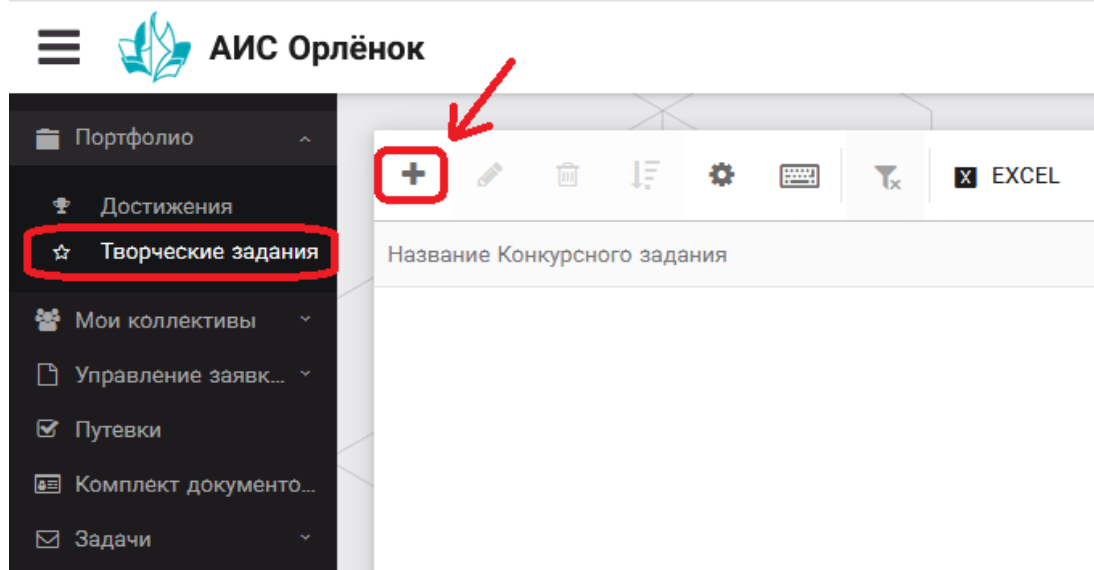 АИС Орлёнок
Портфолио
Достижения
Творческие задания
Мои коллективы
Управление заявк...
Путевки
Комплект документо...
Задачи
EXCEL
Название Конкурсного задания